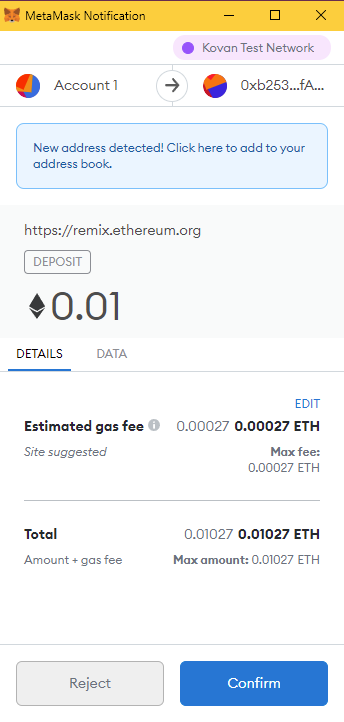 MetaMask Notification
Kovan Test Network
Account 1
0xb253...fA...
New address detected! Click here to add to your
address book.
https://remix.ethereum.org
DEPOSIT
0.01
DETAILS DATA
EDIT
Estimated gas fee 0.00027 0.00027 ETH
Site suggested Max fee:
0.00027 ETH
Total 0.01027 0.01027 ETH
Amount + gas fee Max amount: 0.01027 ETH
Reject Confirm